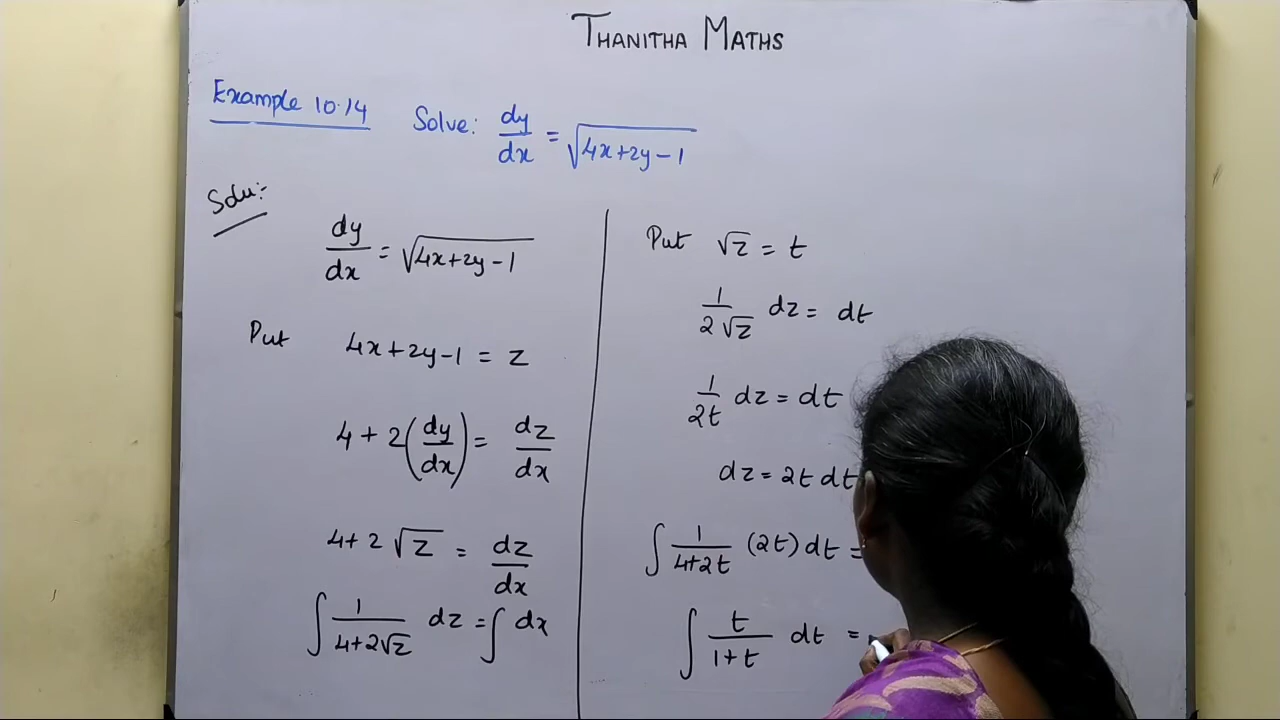 THANITHA MATHS
Example 10.14 Solve: dy/dx = √(4x+2y-1)
Solu:-
dy/dx = √(4x+2y-1)
Put 4x+2y-1 = z
4 + 2(dy/dx) = dz/dx
4+2√z = dz/dx
∫ 1/(4+2√z) dz = ∫ dx
Put √z = t
1/(2√z) dz = dt
1/(2t) dz = dt
dz = 2t dt
∫ 1/(4+2t) (2t) dt =
∫ t/(1+t) dt =